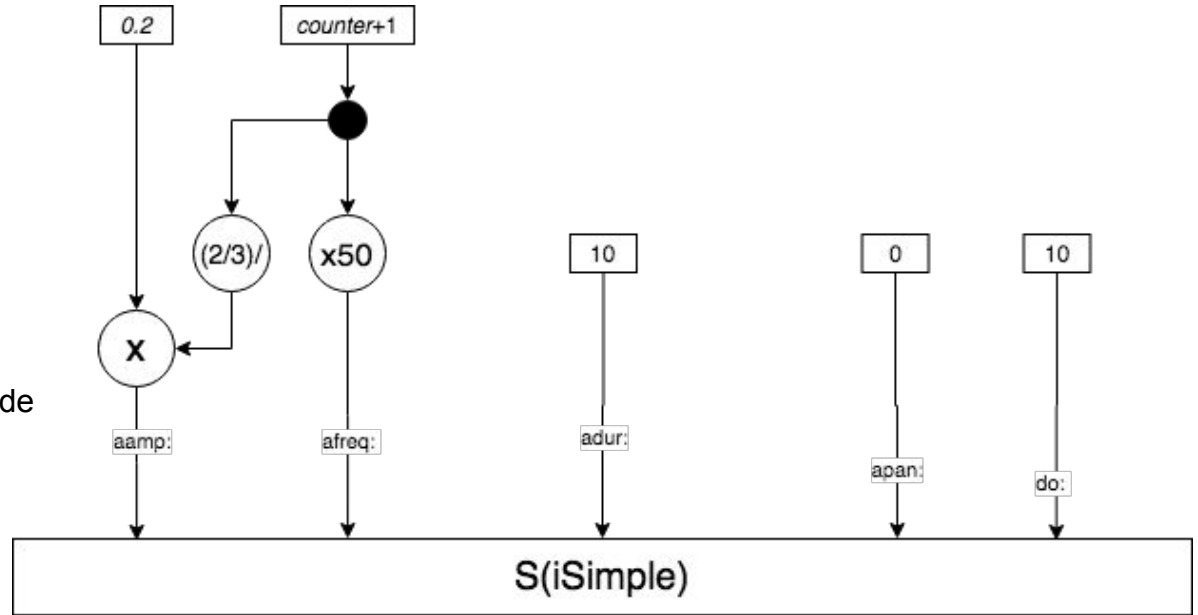 0.2
counter+1
(2/3)/
x50
10
0
10
x
de
aamp:
afreq:
adur:
apan:
do:
S(iSimple)